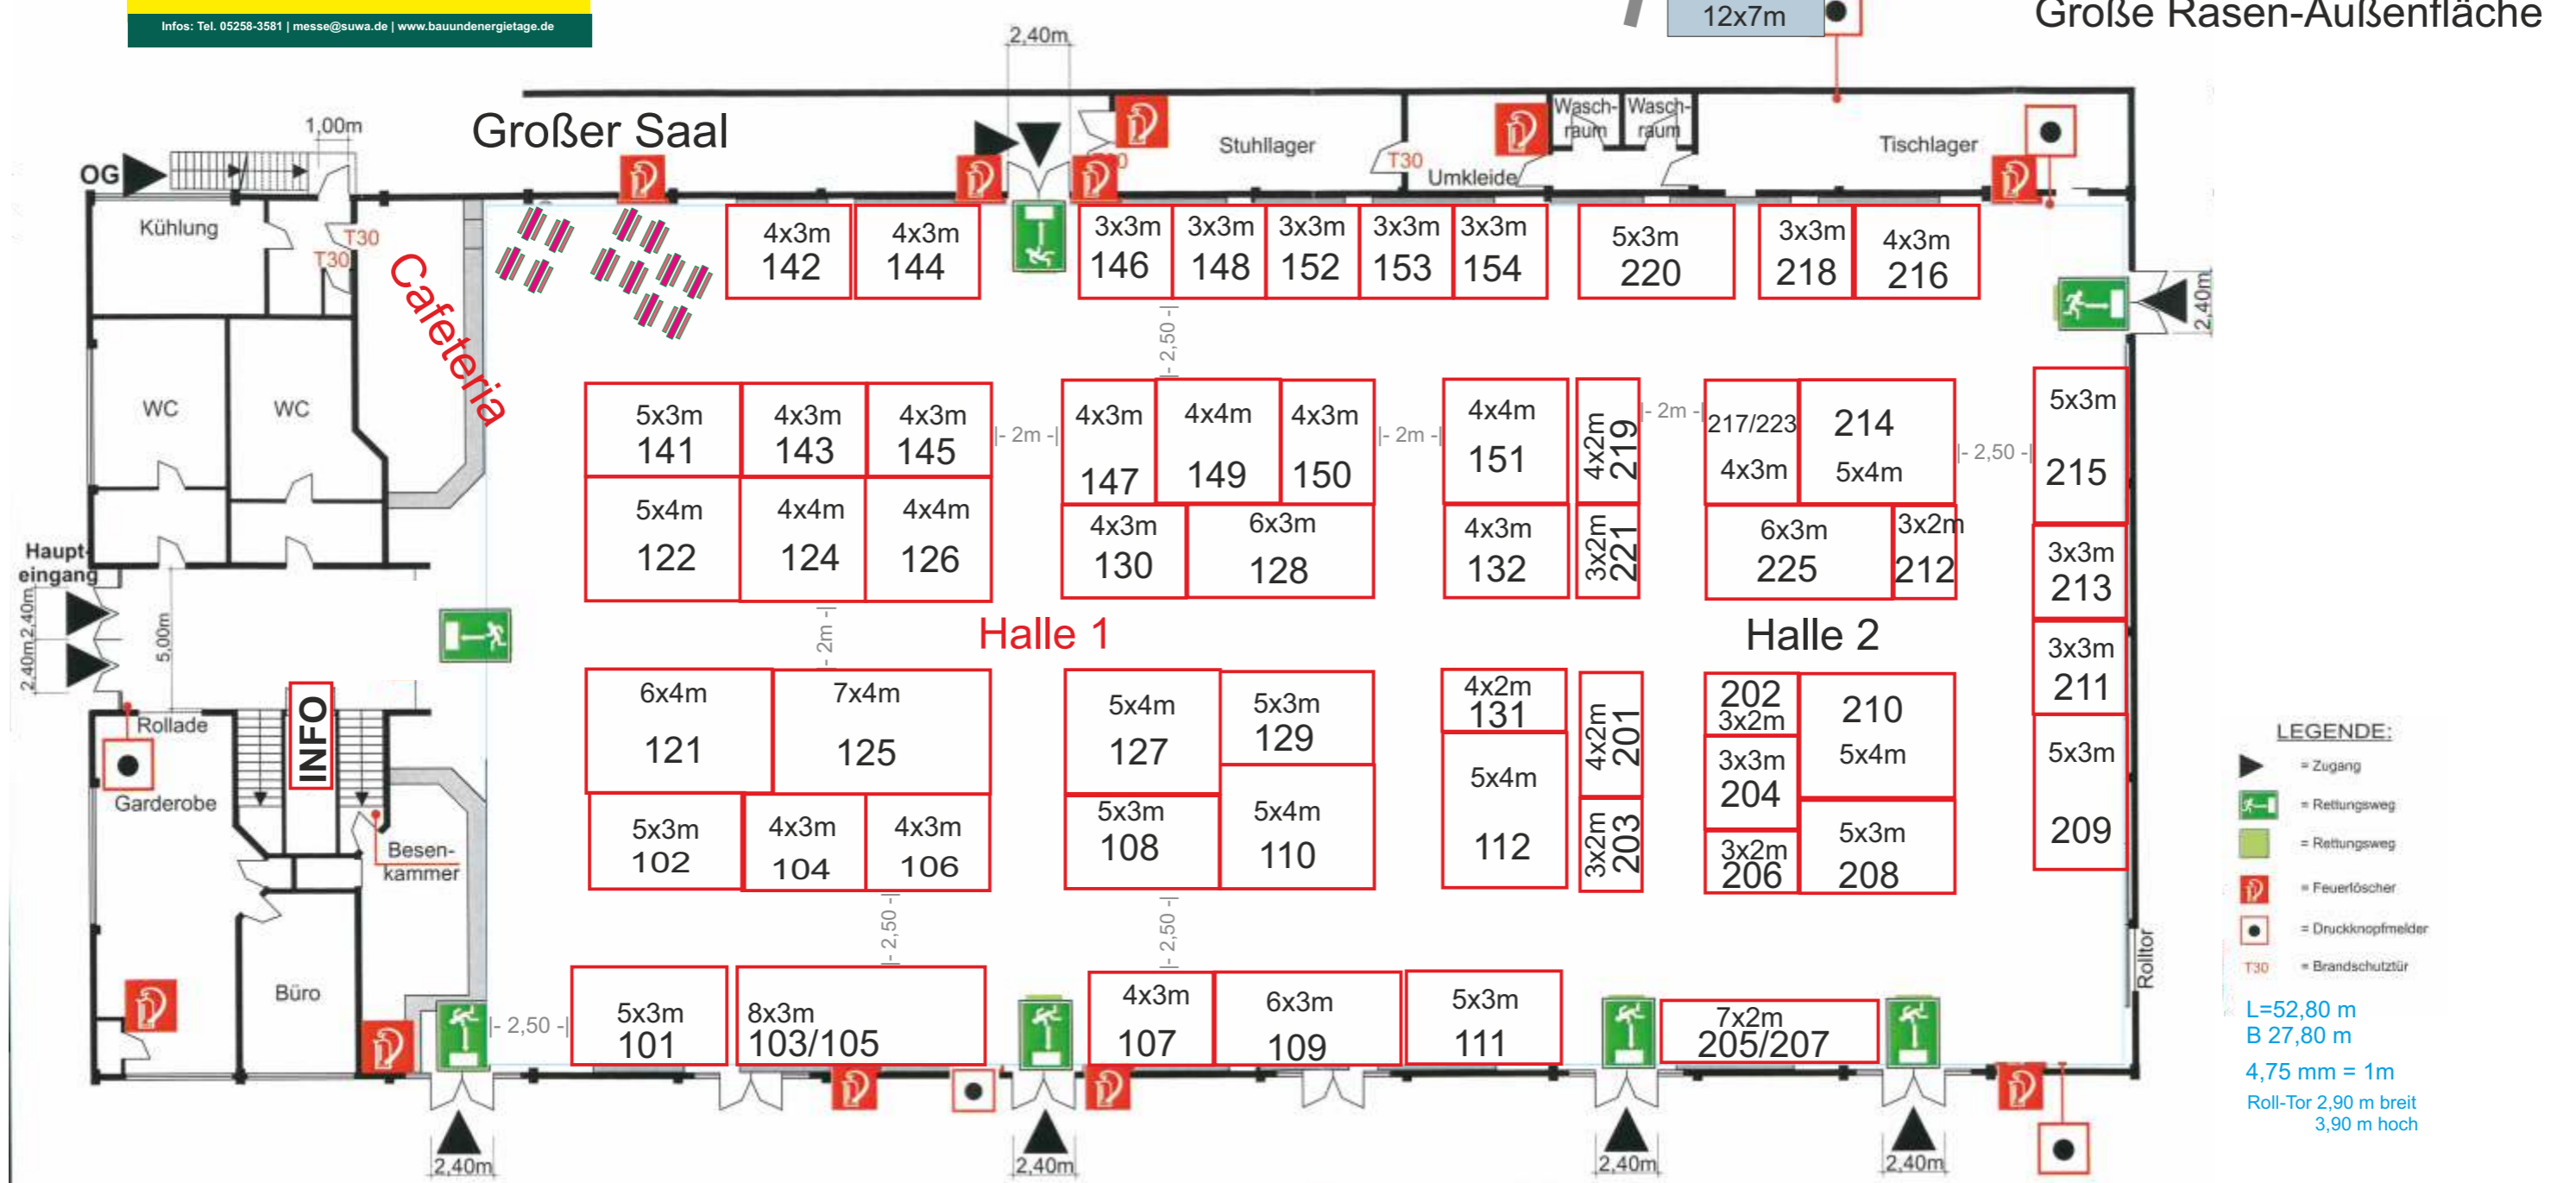 Infos: Tel. 05258-3581 | messe@suwa.de | www.bauundenergietage.de
12x7m
Große Rasen-Außenfläche
2,40m
1,00m
Großer Saal
OG
Stuhllager
Wasch-
raum
Wasch-
raum
Tischlager
T30
Umkleide
Kühlung
T30
T30
Cafeteria
4x3m
142
4x3m
144
3x3m
146
3x3m
148
3x3m
152
3x3m
153
3x3m
154
5x3m
220
3x3m
218
4x3m
216
2,40m
|- 2,50 -|
WC
WC
5x3m
141
4x3m
143
4x3m
145
|- 2m -|
4x3m
147
4x4m
149
4x3m
150
|- 2m -|
4x4m
151
4x2m
219
|- 2m -|
217/223
4x3m
214
5x4m
|- 2,50 -|
5x3m
215
5x4m
122
4x4m
124
4x4m
126
4x3m
130
6x3m
128
4x3m
132
3x2m
221
6x3m
225
3x2m
212
3x3m
213
Haupt-
eingang
2,40m
2,40m
5,00m
|- 2m -|
Halle 1
Halle 2
3x3m
211
Rollade
INFO
Garderobe
Besen-
kammer
Büro
6x4m
121
7x4m
125
5x4m
127
5x3m
129
4x2m
131
4x2m
201
202
3x2m
210
5x4m
5x3m
209
5x3m
102
4x3m
104
4x3m
106
5x3m
108
5x4m
110
5x4m
112
3x2m
203
3x3m
204
3x2m
206
5x3m
208
|- 2,50 -|
|- 2,50 -|
|- 2,50 -|
5x3m
101
8x3m
103/105
4x3m
107
6x3m
109
5x3m
111
7x2m
205/207
Rolltor
2,40m
2,40m
2,40m
2,40m
LEGENDE:
= Zugang
= Rettungsweg
= Rettungsweg
= Feuerlöscher
= Druckknopfmelder
T30 = Brandschutztür
L=52,80 m
B 27,80 m
4,75 mm = 1m
Roll-Tor 2,90 m breit
3,90 m hoch